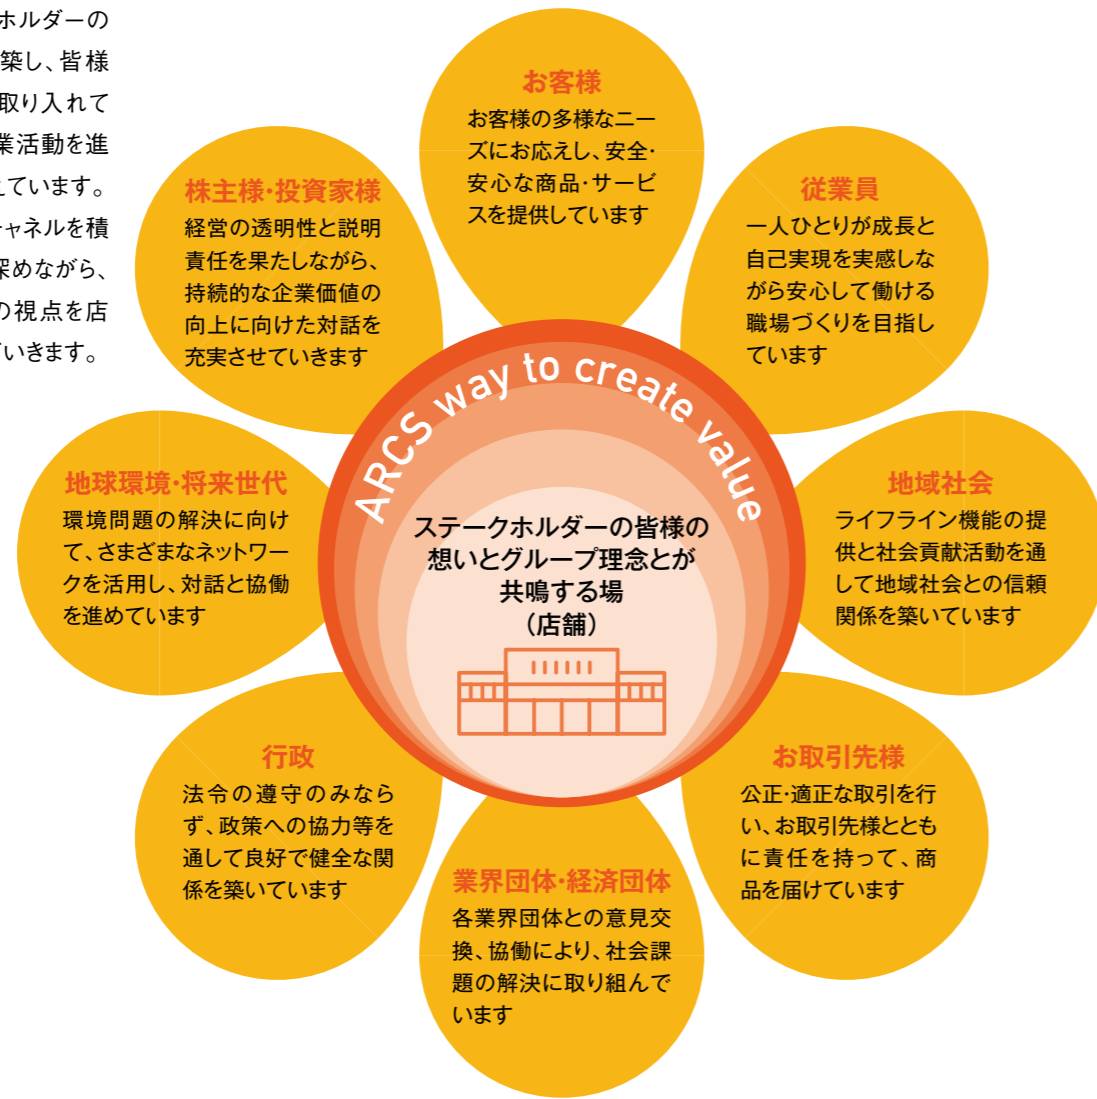 ホルダーの
築し、皆様
取り入れて
業業活動を進
えています。
チャネルを積
深めながら、
の視点を店
いきます。
お客様
お客様の多様なニー
ズにお応えし、安全・
安心な商品・サービ
スを提供しています
従業員
一人ひとりが成長と
自己実現を実感しな
がら安心して働ける
職場づくりを目指し
ています
地域社会
ライフライン機能の提
供と社会貢献活動を通
して地域社会との信頼
関係を築いています
お取引先様
公正・適正な取引を行
い、お取引先様ととも
に責任を持って、商
品を届けています
業界団体・経済団体
各業界団体との意見交
換、協働により、社会課
題の解決に取り組んで
います
行政
法令の遵守のみなら
ず、政策への協力等を
通して良好で健全な関
係を築いています
地球環境・将来世代
環境問題の解決に向け
て、さまざまなネットワー
クを活用し、対話と協働
を進めています
株主様・投資家様
経営の透明性と説明
責任を果たしながら、
持続的な企業価値の
向上に向けた対話を
充実させていきます
ARCS way to create value
ステークホルダーの皆様の
想いとグループ理念とが
共鳴する場
（店舗）